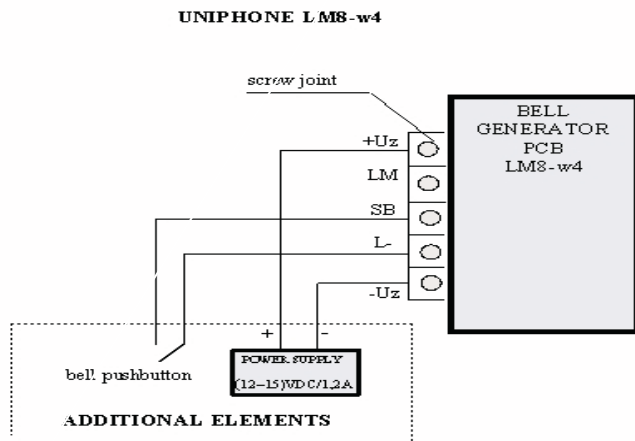 UNIPHONE LM8-w4
screw joint
BELL
GENERATOR
PCB
LM8-w4
+Uz
LM
SB
L-
-Uz
+ -
bell pushbutton
POWER SUPPLY
(12-15)VDC/1,2A
ADDITIONAL ELEMENTS